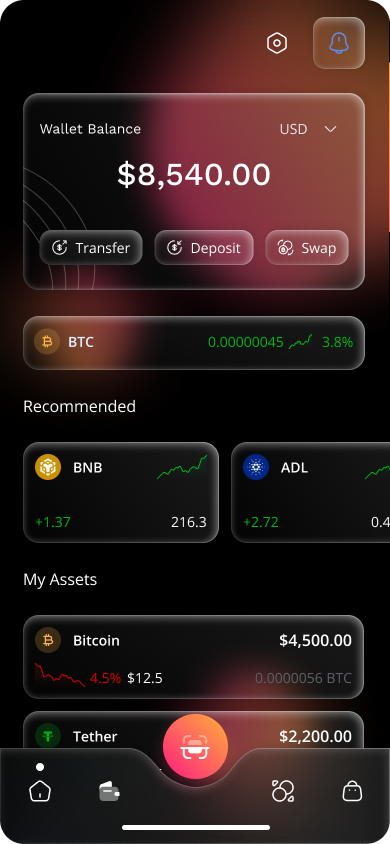 Wallet Balance USD
$8,540.00
Transfer Deposit Swap
BTC 0.00000045 3.8%
Recommended
BNB ADL
+1.37 216.3 +2.72 0.4
My Assets
Bitcoin $4,500.00
4.5% $12.5 0.0000056 BTC
Tether $2,200.00